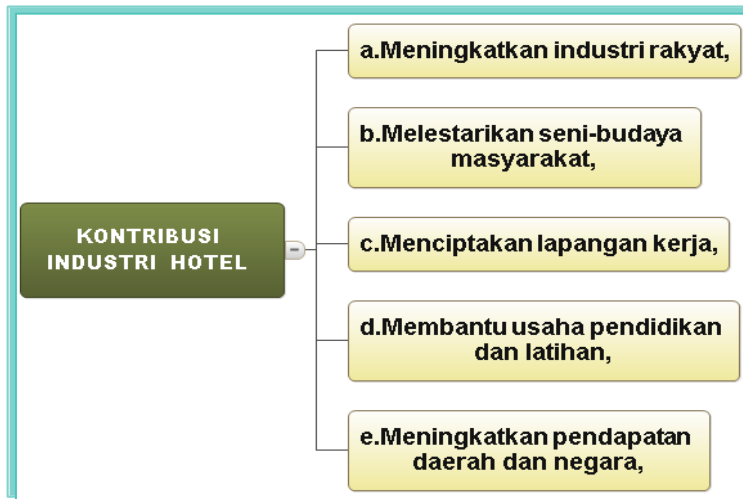 KONTRIBUSI
INDUSTRI HOTEL
a.Meningkatkan industri rakyat,
b.Melestarikan seni-budaya
masyarakat,
c.Menciptakan lapangan kerja,
d.Membantu usaha pendidikan
dan latihan,
e.Meningkatkan pendapatan
daerah dan negara,